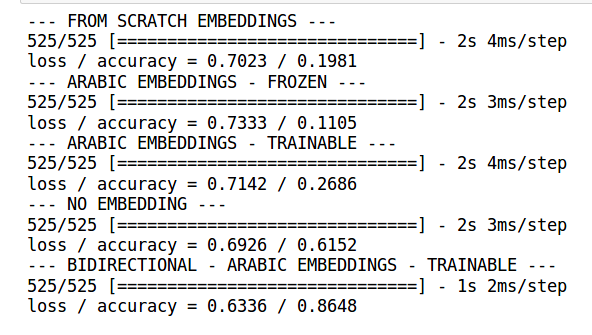 --- FROM SCRATCH EMBEDDINGS ---
525/525 [==============================] - 2s 4ms/step
loss / accuracy = 0.7023 / 0.1981
--- ARABIC EMBEDDINGS - FROZEN ---
525/525 [==============================] - 2s 3ms/step
loss / accuracy = 0.7333 / 0.1105
--- ARABIC EMBEDDINGS - TRAINABLE ---
525/525 [==============================] - 2s 4ms/step
loss / accuracy = 0.7142 / 0.2686
--- NO EMBEDDING ---
525/525 [==============================] - 2s 3ms/step
loss / accuracy = 0.6926 / 0.6152
--- BIDIRECTIONAL - ARABIC EMBEDDINGS - TRAINABLE ---
525/525 [==============================] - 1s 2ms/step
loss / accuracy = 0.6336 / 0.8648